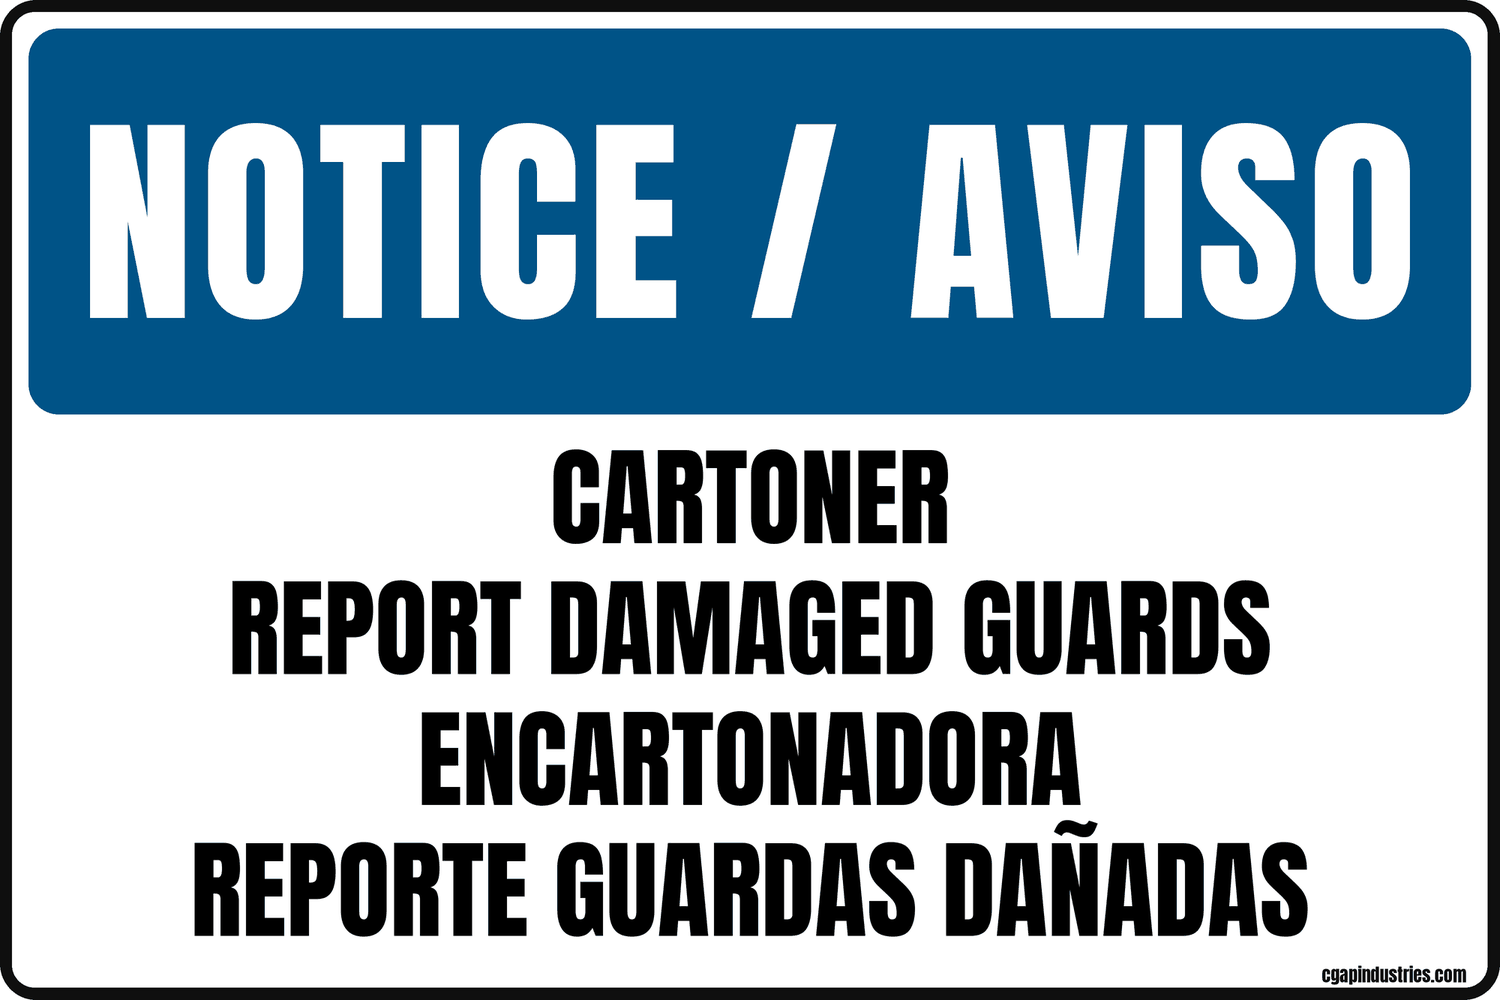 NOTICE / AVISO
CARTONER
REPORT DAMAGED GUARDS
ENCARTONADORA
REPORTE GUARDAS DAÑADAS
cgapindustries.com